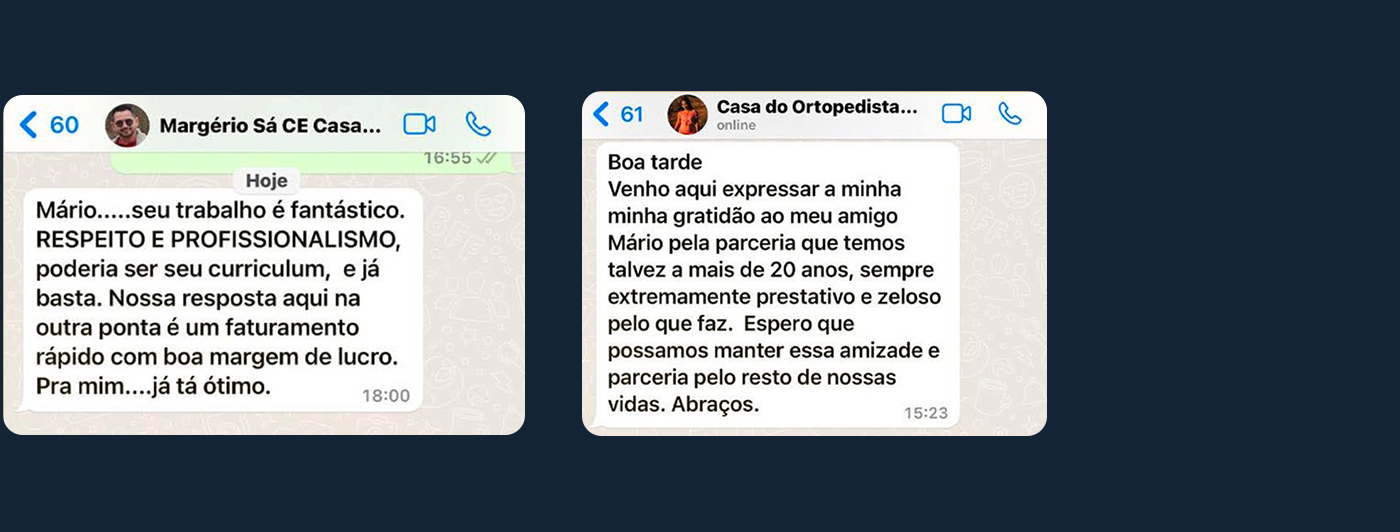 60
Margério Sá CE Casa...
16:55
Hoje
Mário.....seu trabalho é fantástico.
RESPEITO E PROFISSIONALISMO,
poderia ser seu curriculum,  e já
basta. Nossa resposta aqui na
outra ponta é um faturamento
rápido com boa margem de lucro.
Pra mim....já tá ótimo.
18:00
61
Casa do Ortopedista...
online
Boa tarde
Venho aqui expressar a minha
minha gratidão ao meu amigo
Mário pela parceria que temos
talvez a mais de 20 anos, sempre
extremamente prestativo e zeloso
pelo que faz.  Espero que
possamos manter essa amizade e
parceria pelo resto de nossas
vidas. Abraços.
15:23